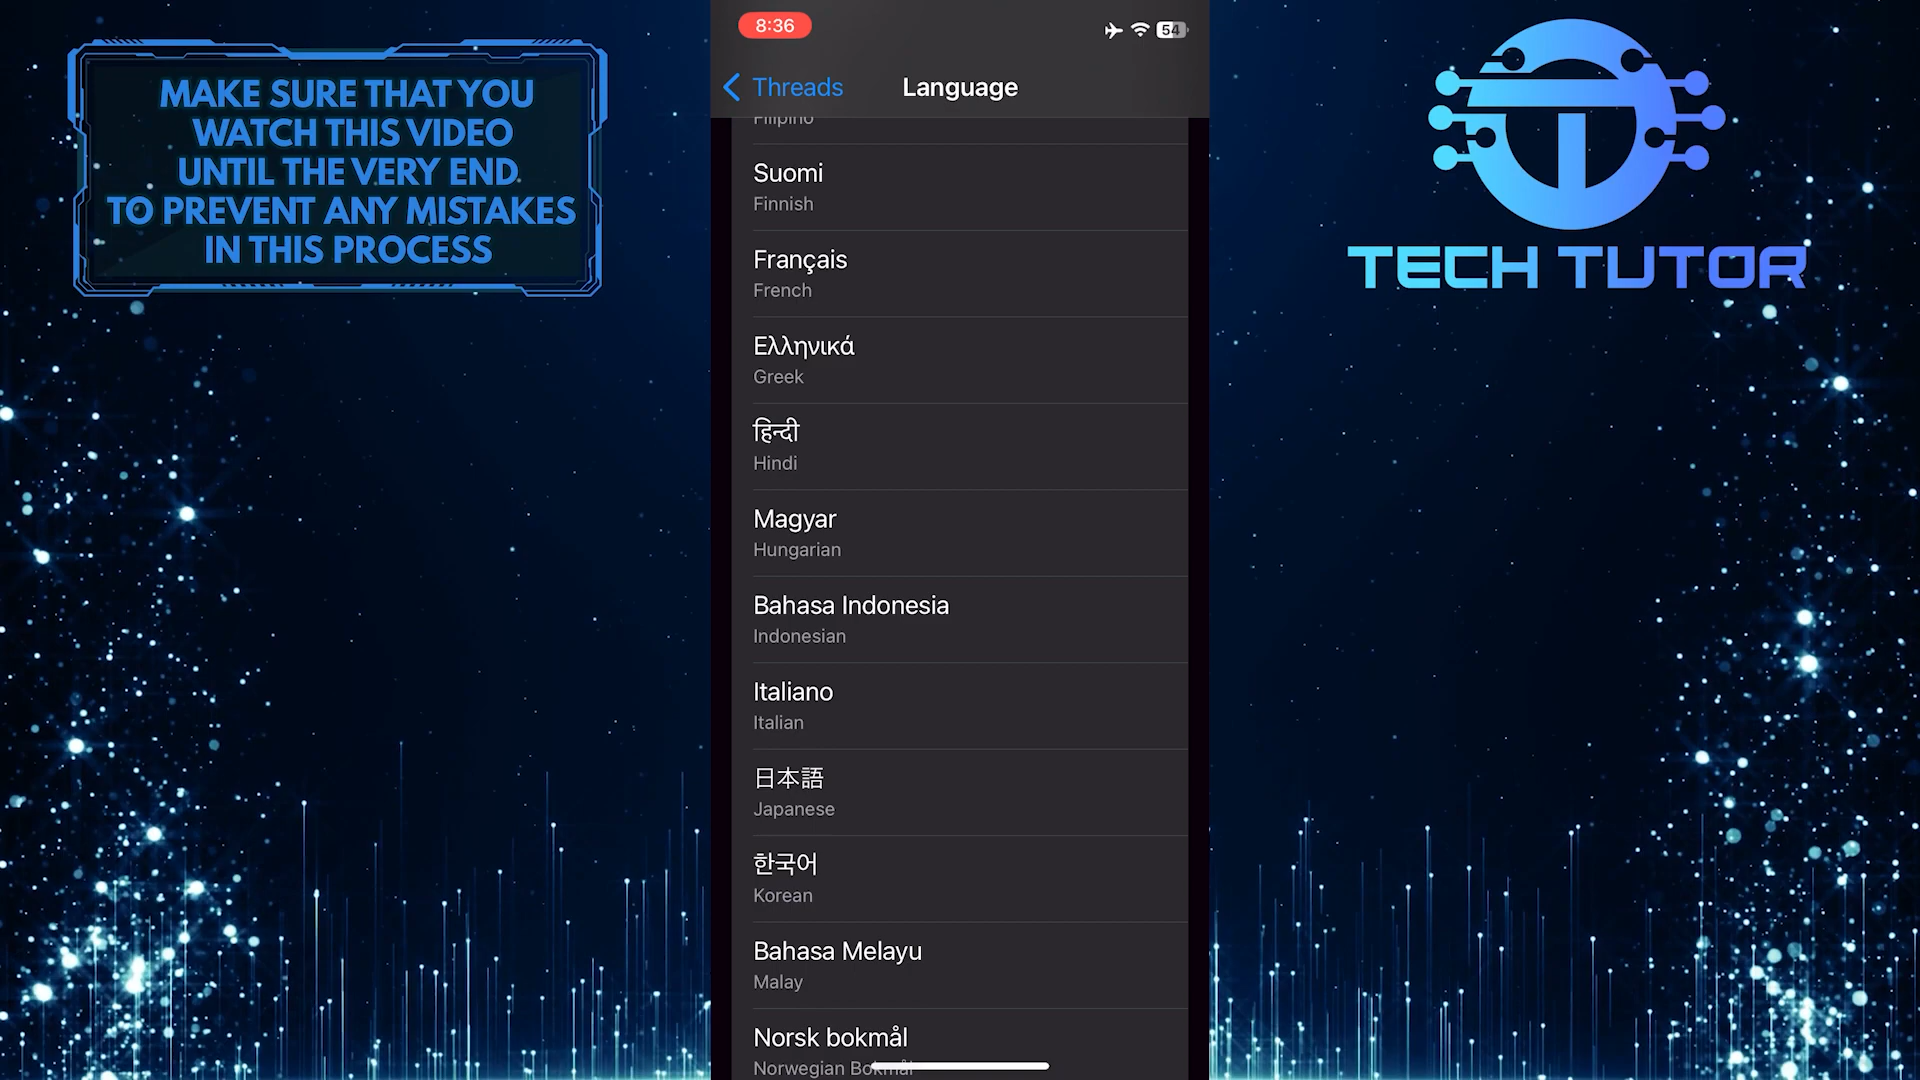 MAKE SURE THAT YOU
WATCH THIS VIDEO
UNTIL THE VERY END
TO PREVENT ANY MISTAKES
IN THIS PROCESS
8:36
54
Threads
Language
Filipino
Suomi
Finnish
Français
French
Ελληνικά
Greek
हिन्दी
Hindi
Magyar
Hungarian
Bahasa Indonesia
Indonesian
Italiano
Italian
日本語
Japanese
한국어
Korean
Bahasa Melayu
Malay
Norsk bokmål
Norwegian Bokmål
TECH TUTOR